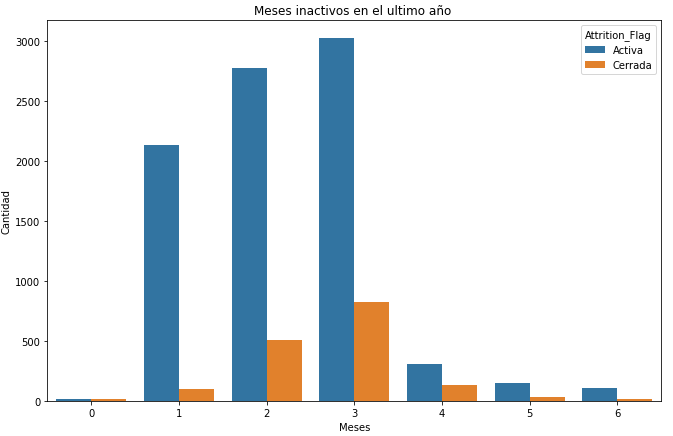 Meses inactivos en el ultimo año
Attrition_Flag
Activa
Cerrada
3000
2500
2000
1500
1000
500
0
Cantidad
0 1 2 3 4 5 6
Meses